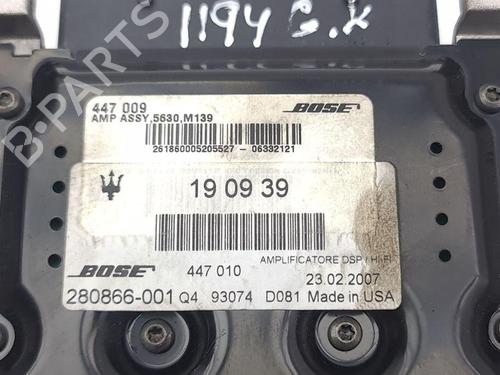 1194 G.K
447 009
AMP ASSY,5630,M139
BOSE
261860005205527 - 06332121
19 09 39
AMPLIFICATORE DSP / HI-FI
BOSE 447 010 23.02.2007
280866-001 Q4 93074 D081 Made in USA
B-PARTS